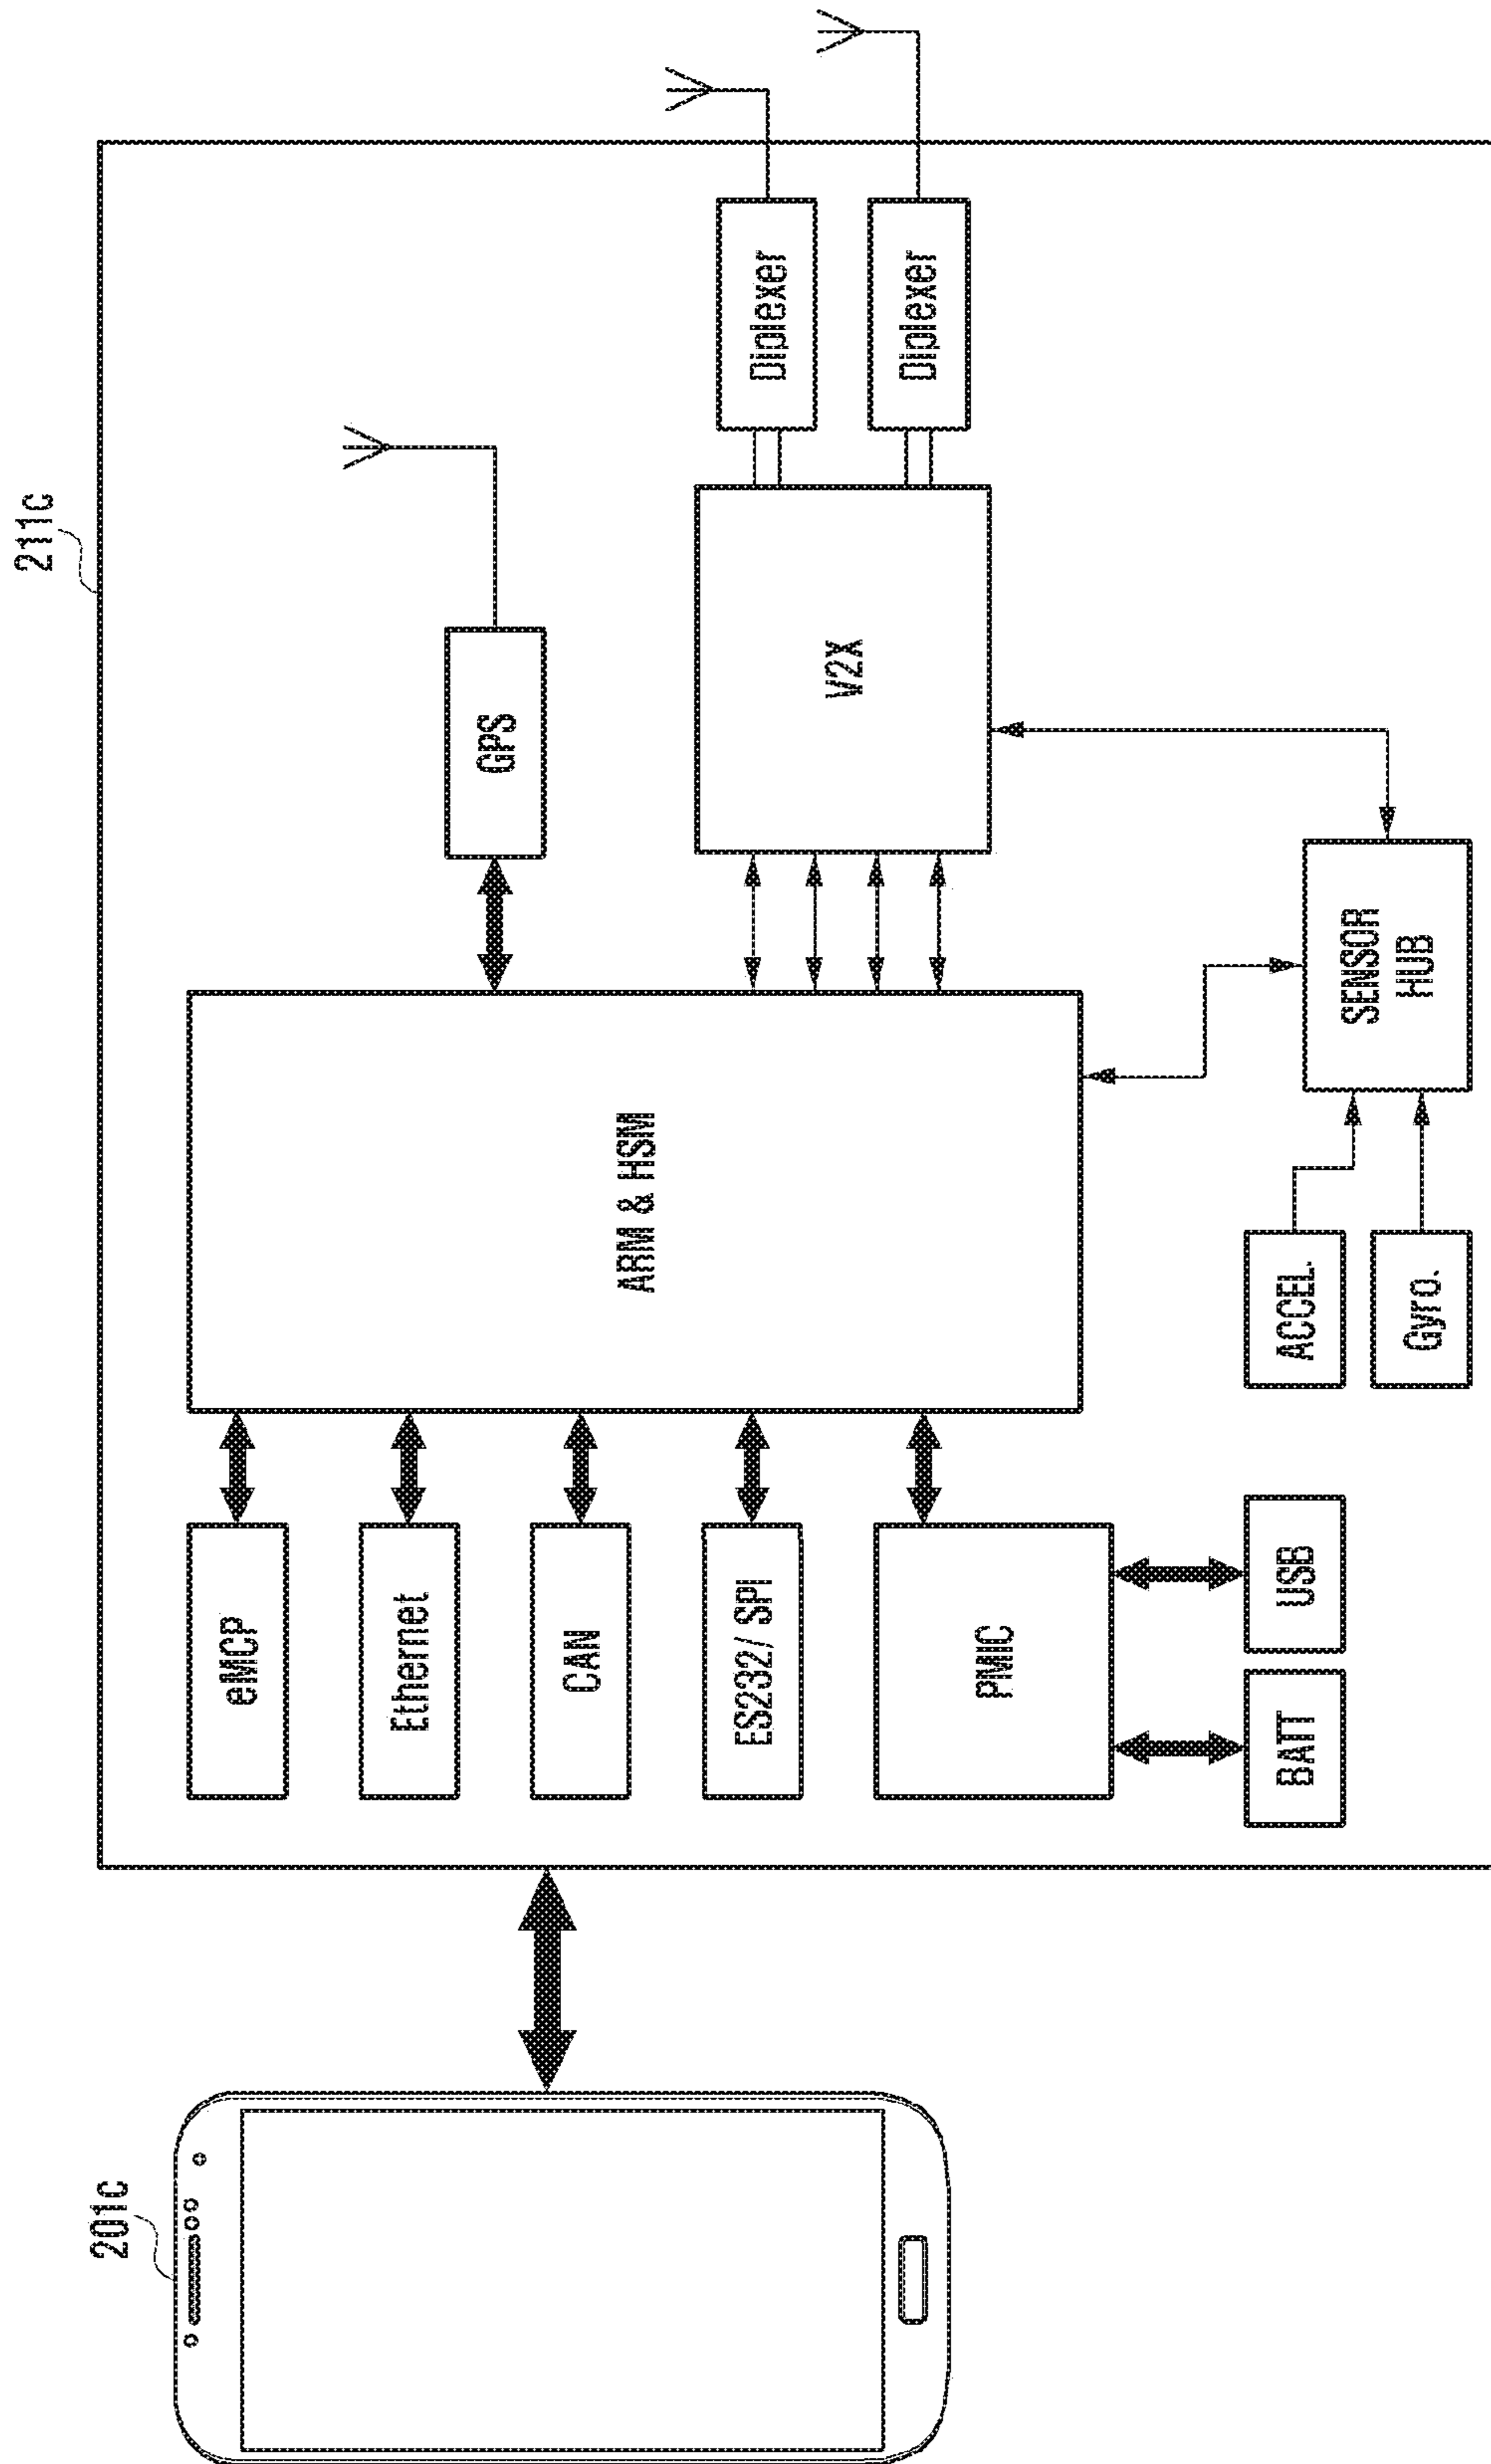 201c
211c
eMCP
Ethernet
CAN
ES232/ SPI
PMIC
BATT
USB
ARM & HSM
GPS
V2X
Diplexer
Diplexer
ACCEL.
Gyro.
SENSOR
HUB